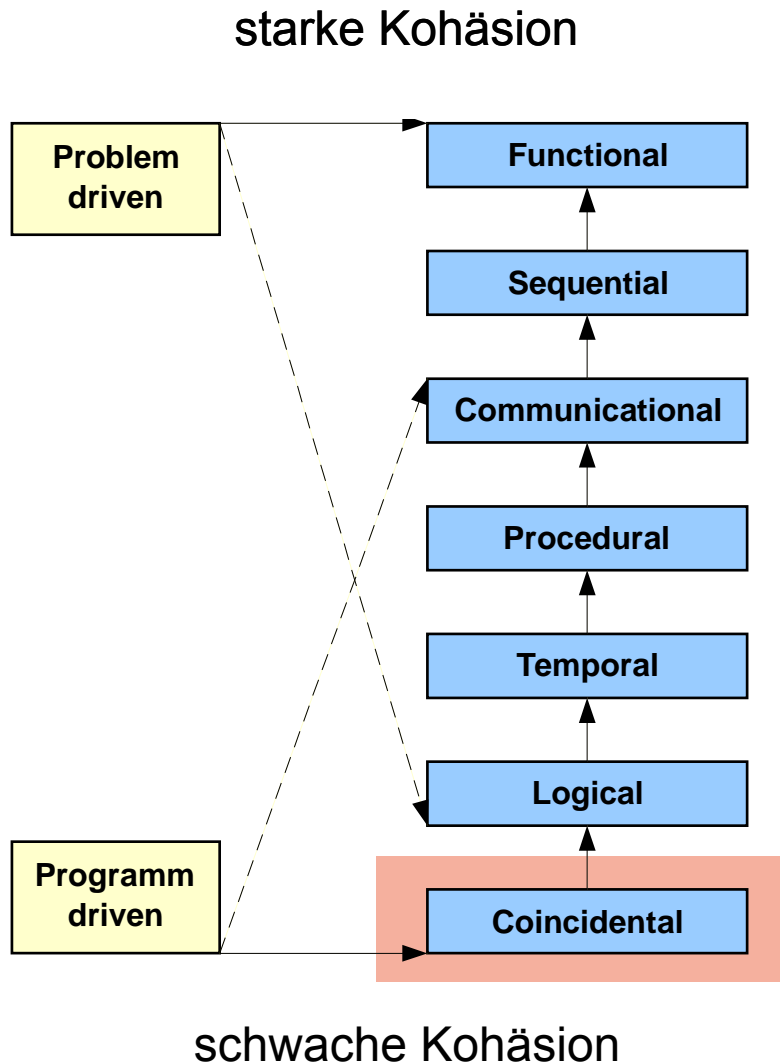 starke Kohäsion
Problem
driven
Functional
Sequential
Communicational
Procedural
Temporal
Logical
Programm
driven
Coincidental
schwache Kohäsion